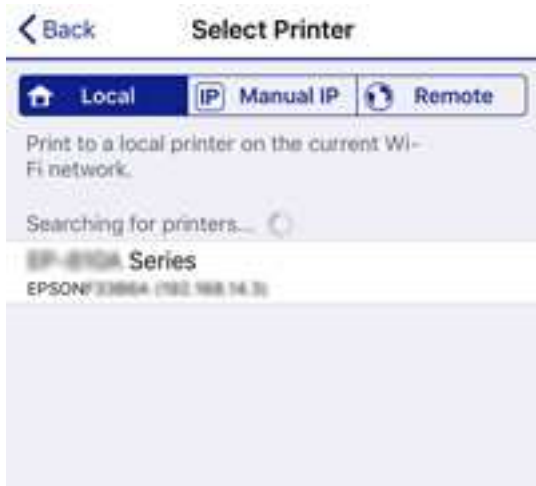 Back
Select Printer
Local
IP Manual IP
Remote
Print to a local printer on the current Wi-
Fi network.
Searching for printers...
Series
EPSON